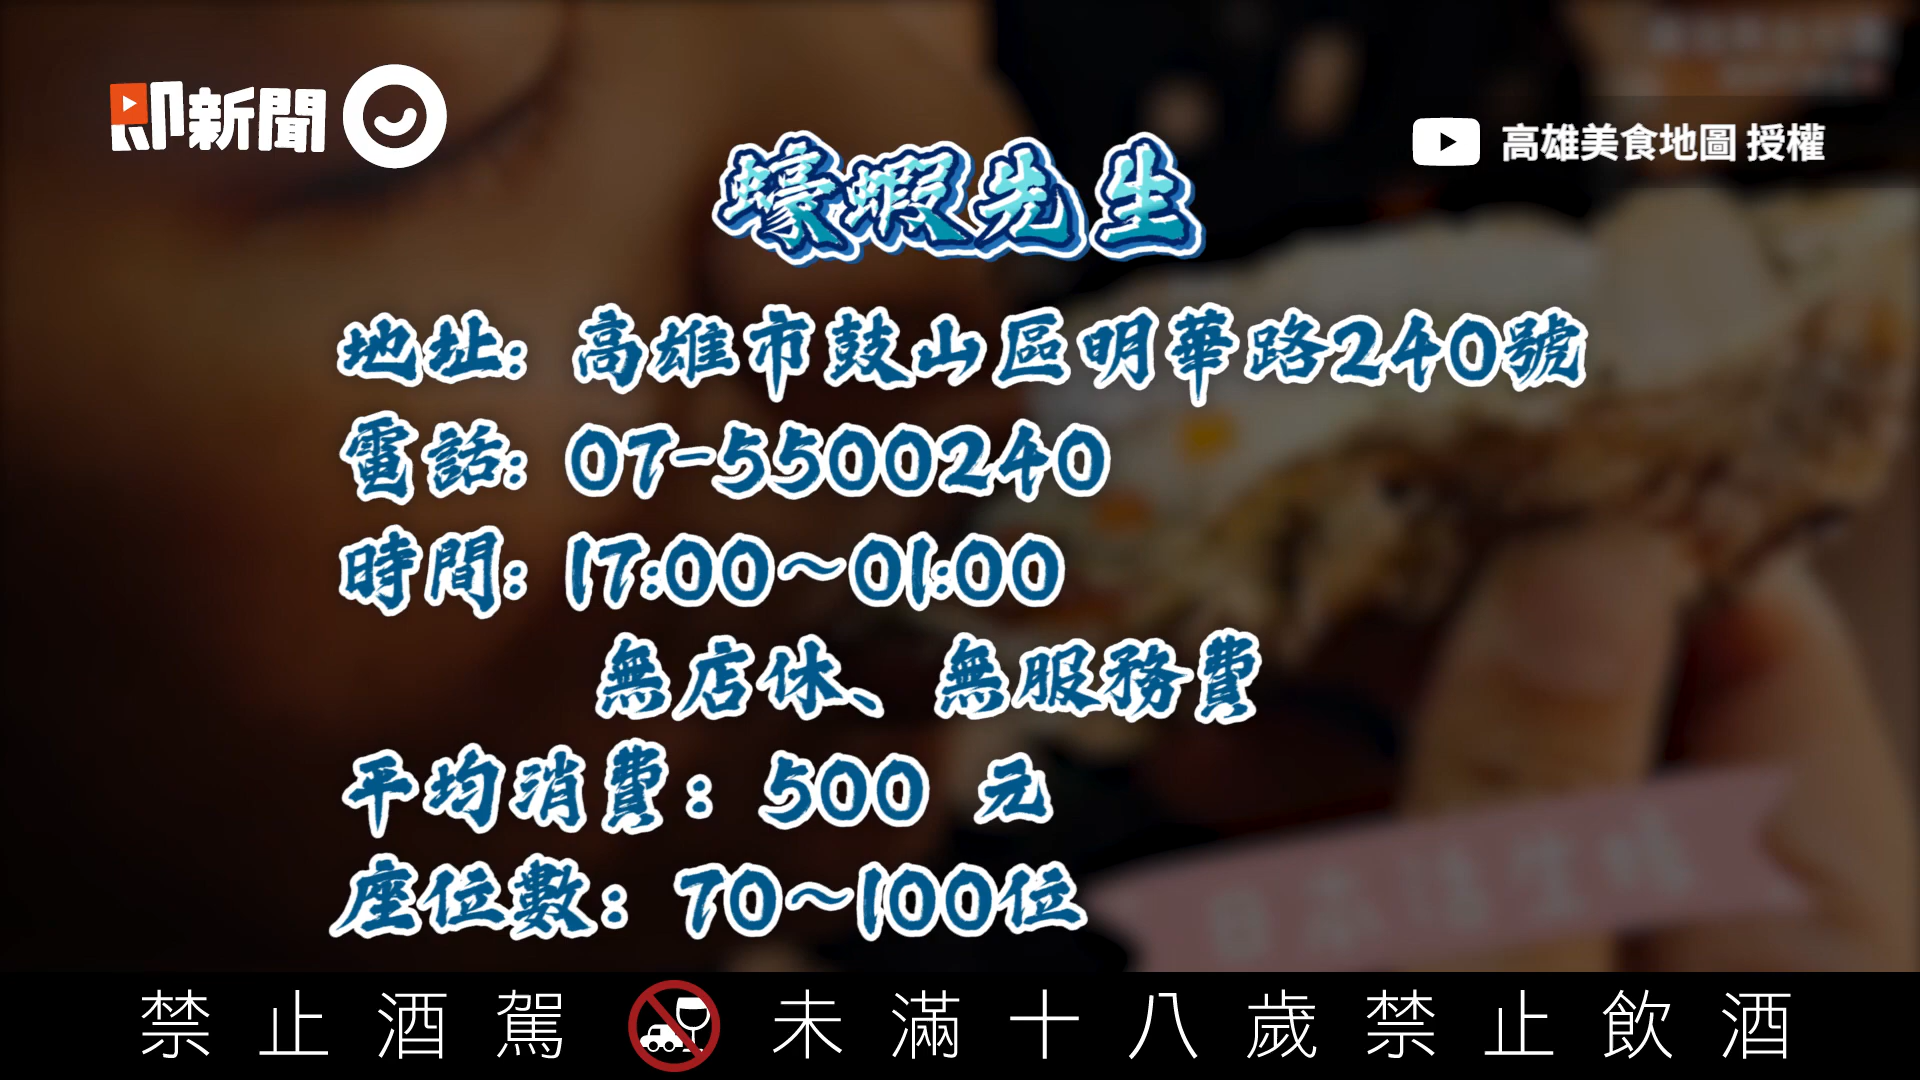 即新聞
高雄美食地圖 授權
蠔蝦先生
地址: 高雄市鼓山區明華路240號
電話: 07-5500240
時間: 17:00~01:00
無店休、無服務費
平均消費: 500 元
座位數: 70~100位
禁止酒駕 未滿十八歲禁止飲酒